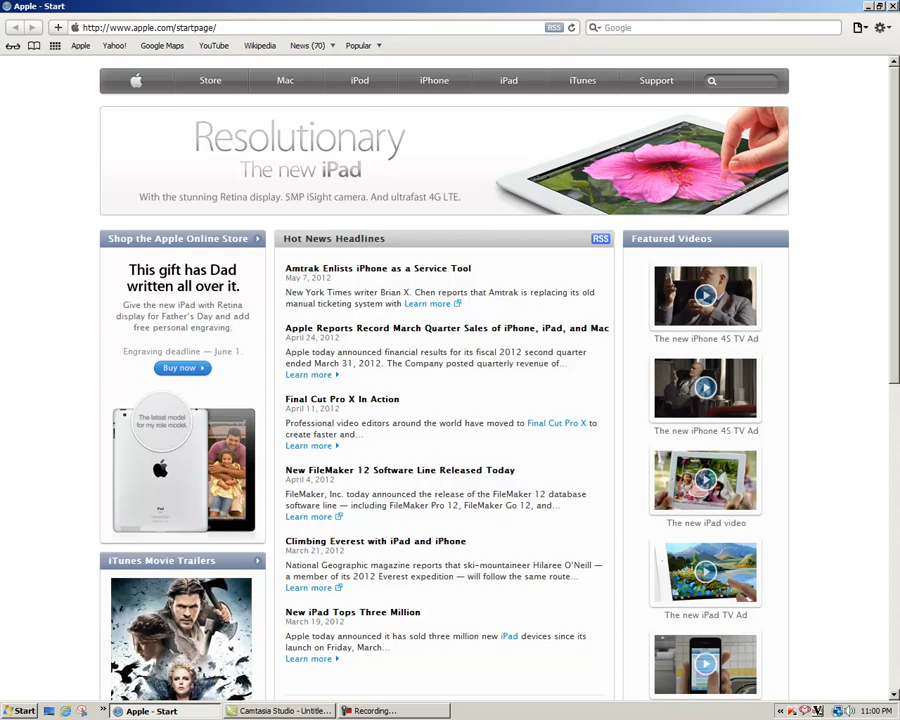 Apple - Start
http://www.apple.com/startpage/
RSS
Google
Apple
Yahoo!
Google Maps
YouTube
Wikipedia
News (70)
Popular
Store
Mac
iPod
iPhone
iPad
iTunes
Support
Resolutionary
The new iPad
With the stunning Retina display. 5MP iSight camera. And ultrafast 4G LTE.
Shop the Apple Online Store
This gift has Dad
written all over it.
Give the new iPad with Retina
display for Father's Day and add
free personal engraving.
Engraving deadline — June 1.
Buy now
The latest model
for my role model.
iPad
iTunes Movie Trailers
Hot News Headlines
RSS
Amtrak Enlists iPhone as a Service Tool
May 7, 2012
New York Times writer Brian X. Chen reports that Amtrak is replacing its old
manual ticketing system with Learn more
Apple Reports Record March Quarter Sales of iPhone, iPad, and Mac
April 24, 2012
Apple today announced financial results for its fiscal 2012 second quarter
ended March 31, 2012. The Company posted quarterly revenue of...
Learn more
Final Cut Pro X In Action
April 11, 2012
Professional video editors around the world have moved to Final Cut Pro X to
create faster and...
Learn more
New FileMaker 12 Software Line Released Today
April 4, 2012
FileMaker, Inc. today announced the release of the FileMaker 12 database
software line — including FileMaker Pro 12, FileMaker Go 12, and...
Learn more
Climbing Everest with iPad and iPhone
March 21, 2012
National Geographic magazine reports that ski-mountaineer Hilaree O'Neill —
a member of its 2012 Everest expedition — will follow the same route...
Learn more
New iPad Tops Three Million
March 19, 2012
Apple today announced it has sold three million new iPad devices since its
launch on Friday, March...
Learn more
Featured Videos
The new iPhone 4S TV Ad
The new iPhone 4S TV Ad
The new iPad video
The new iPad TV Ad
Start
Apple - Start
Camtasia Studio - Untitle...
Recording...
11:00 PM